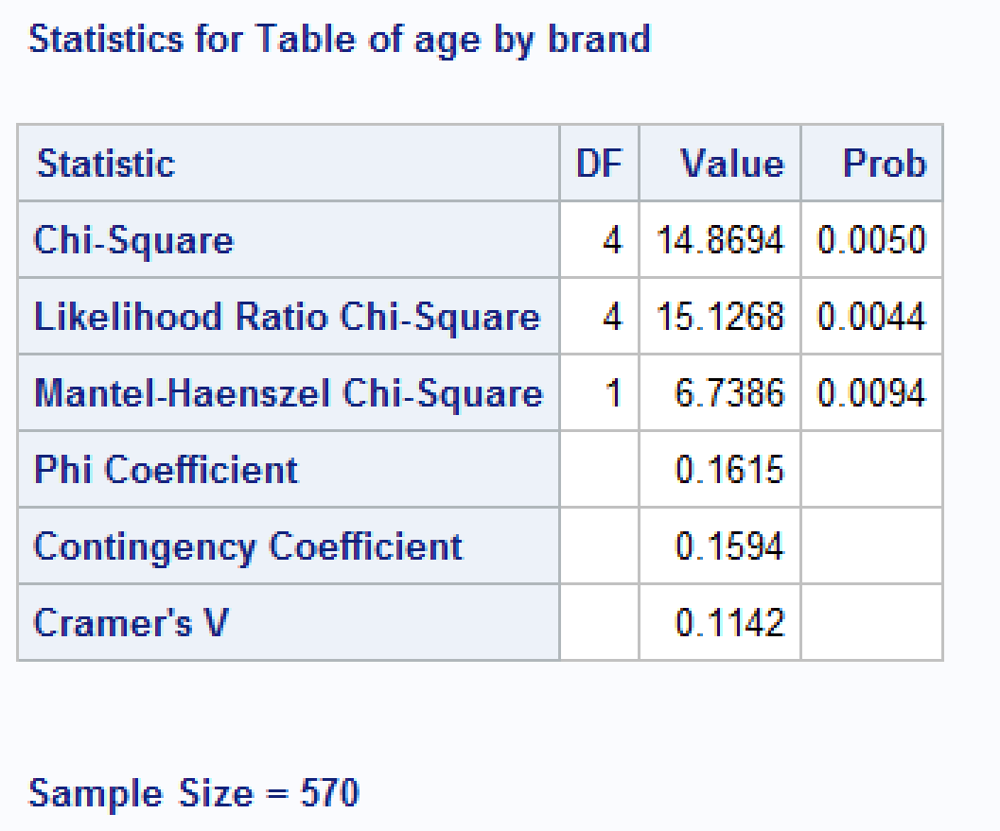 Statistics for Table of age by brand
Statistic DF Value Prob
Chi-Square 4 14.8694 0.0050
Likelihood Ratio Chi-Square 4 15.1268 0.0044
Mantel-Haenszel Chi-Square 1 6.7386 0.0094
Phi Coefficient 0.1615
Contingency Coefficient 0.1594
Cramer's V 0.1142
Sample Size = 570